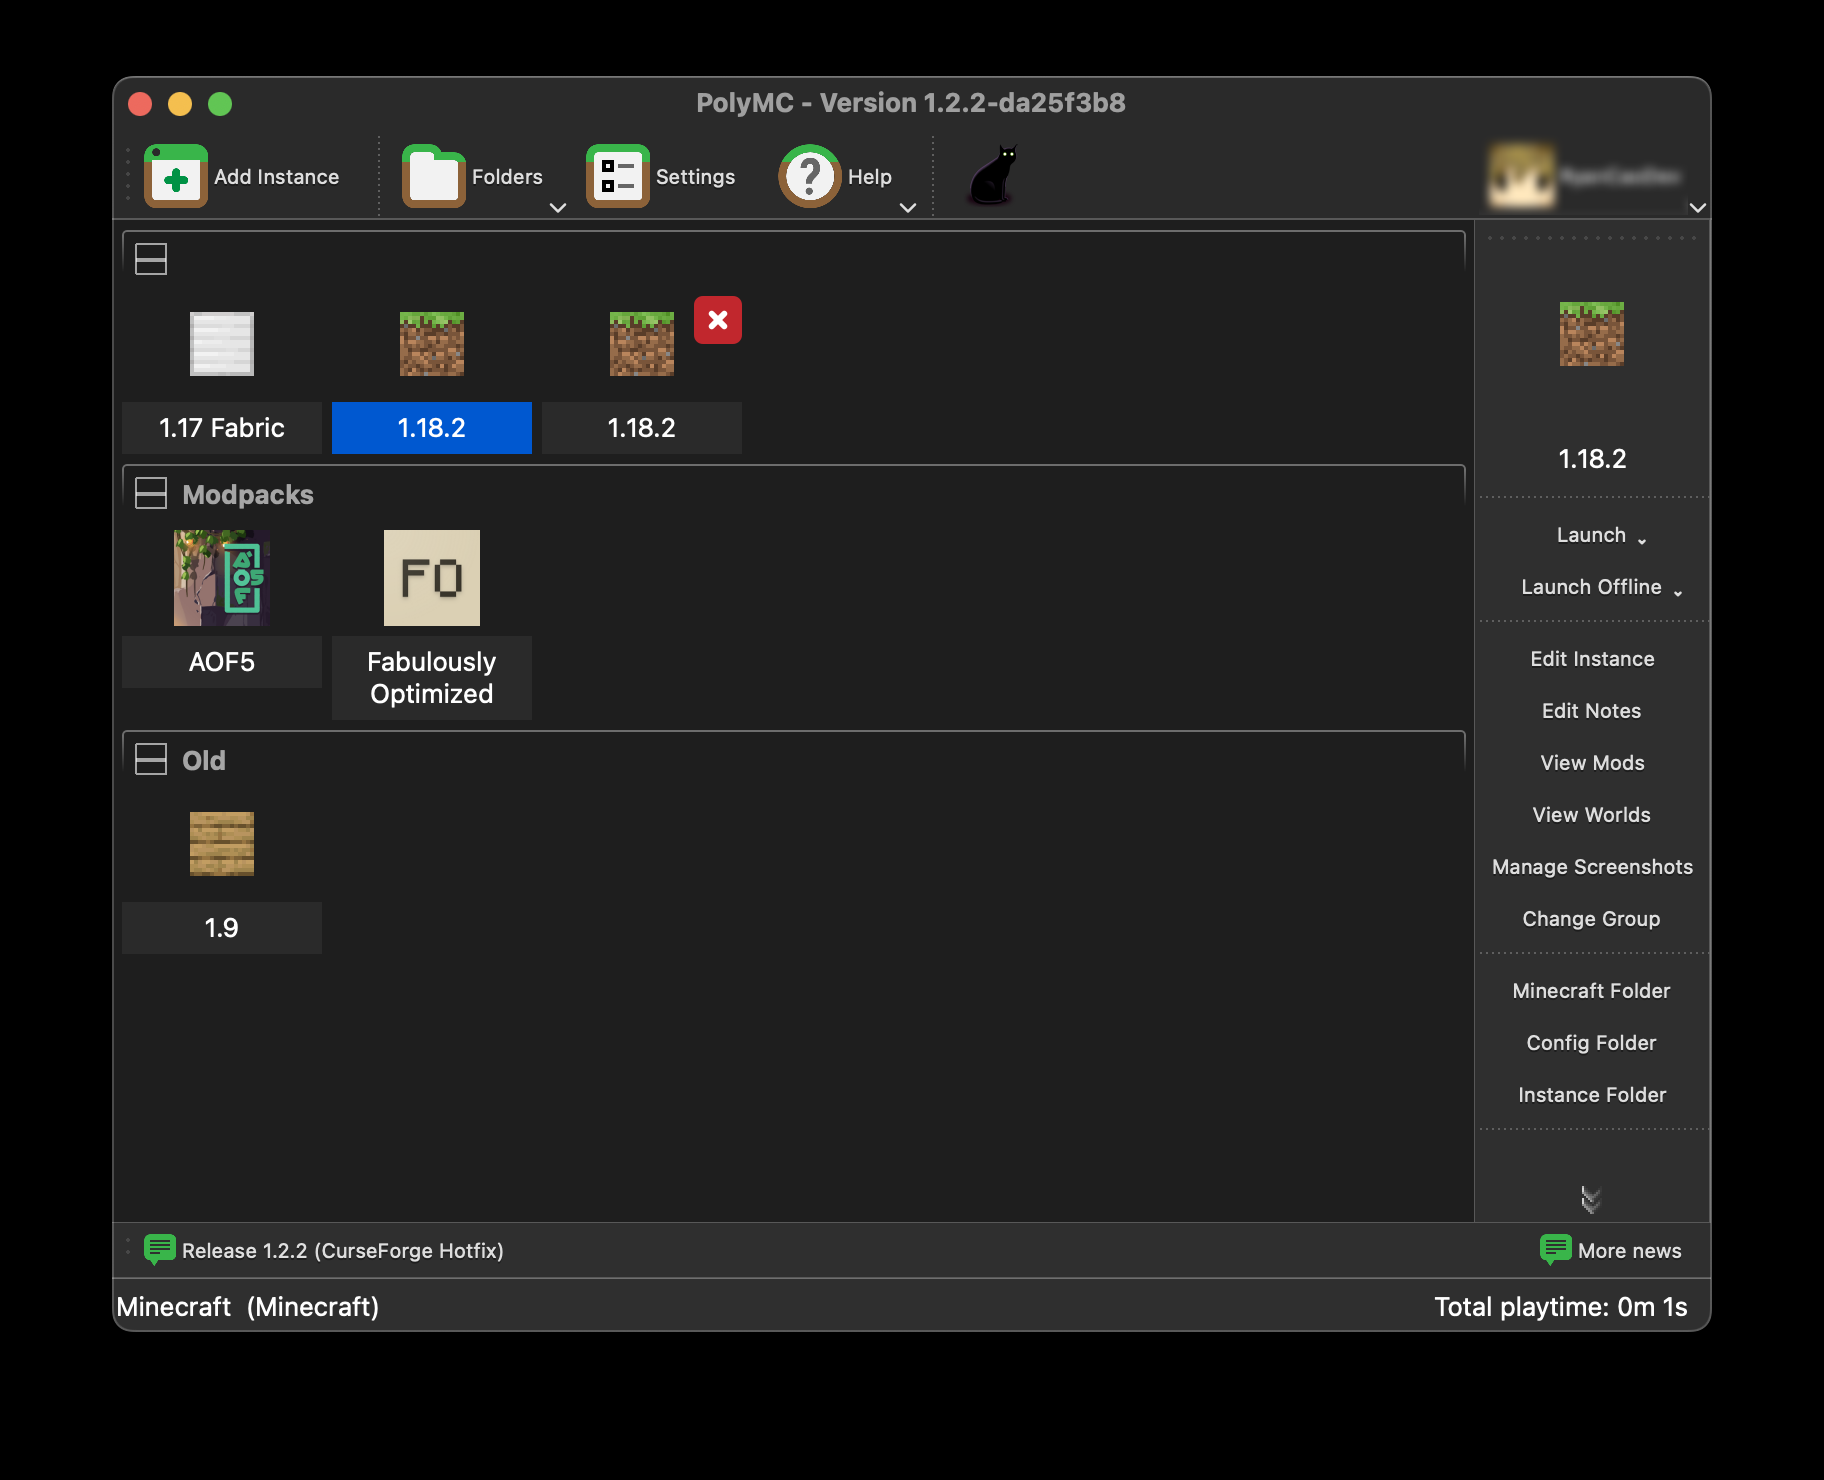 PolyMC - Version 1.2.2-da25f3b8
Add Instance
Folders
Settings
Help
1.17 Fabric
1.18.2
1.18.2
Modpacks
AOF5
FO
AOF5
Fabulously
Optimized
Old
1.9
1.18.2
Launch
Launch Offline
Edit Instance
Edit Notes
View Mods
View Worlds
Manage Screenshots
Change Group
Minecraft Folder
Config Folder
Instance Folder
Release 1.2.2 (CurseForge Hotfix)
More news
Minecraft (Minecraft)
Total playtime: 0m 1s